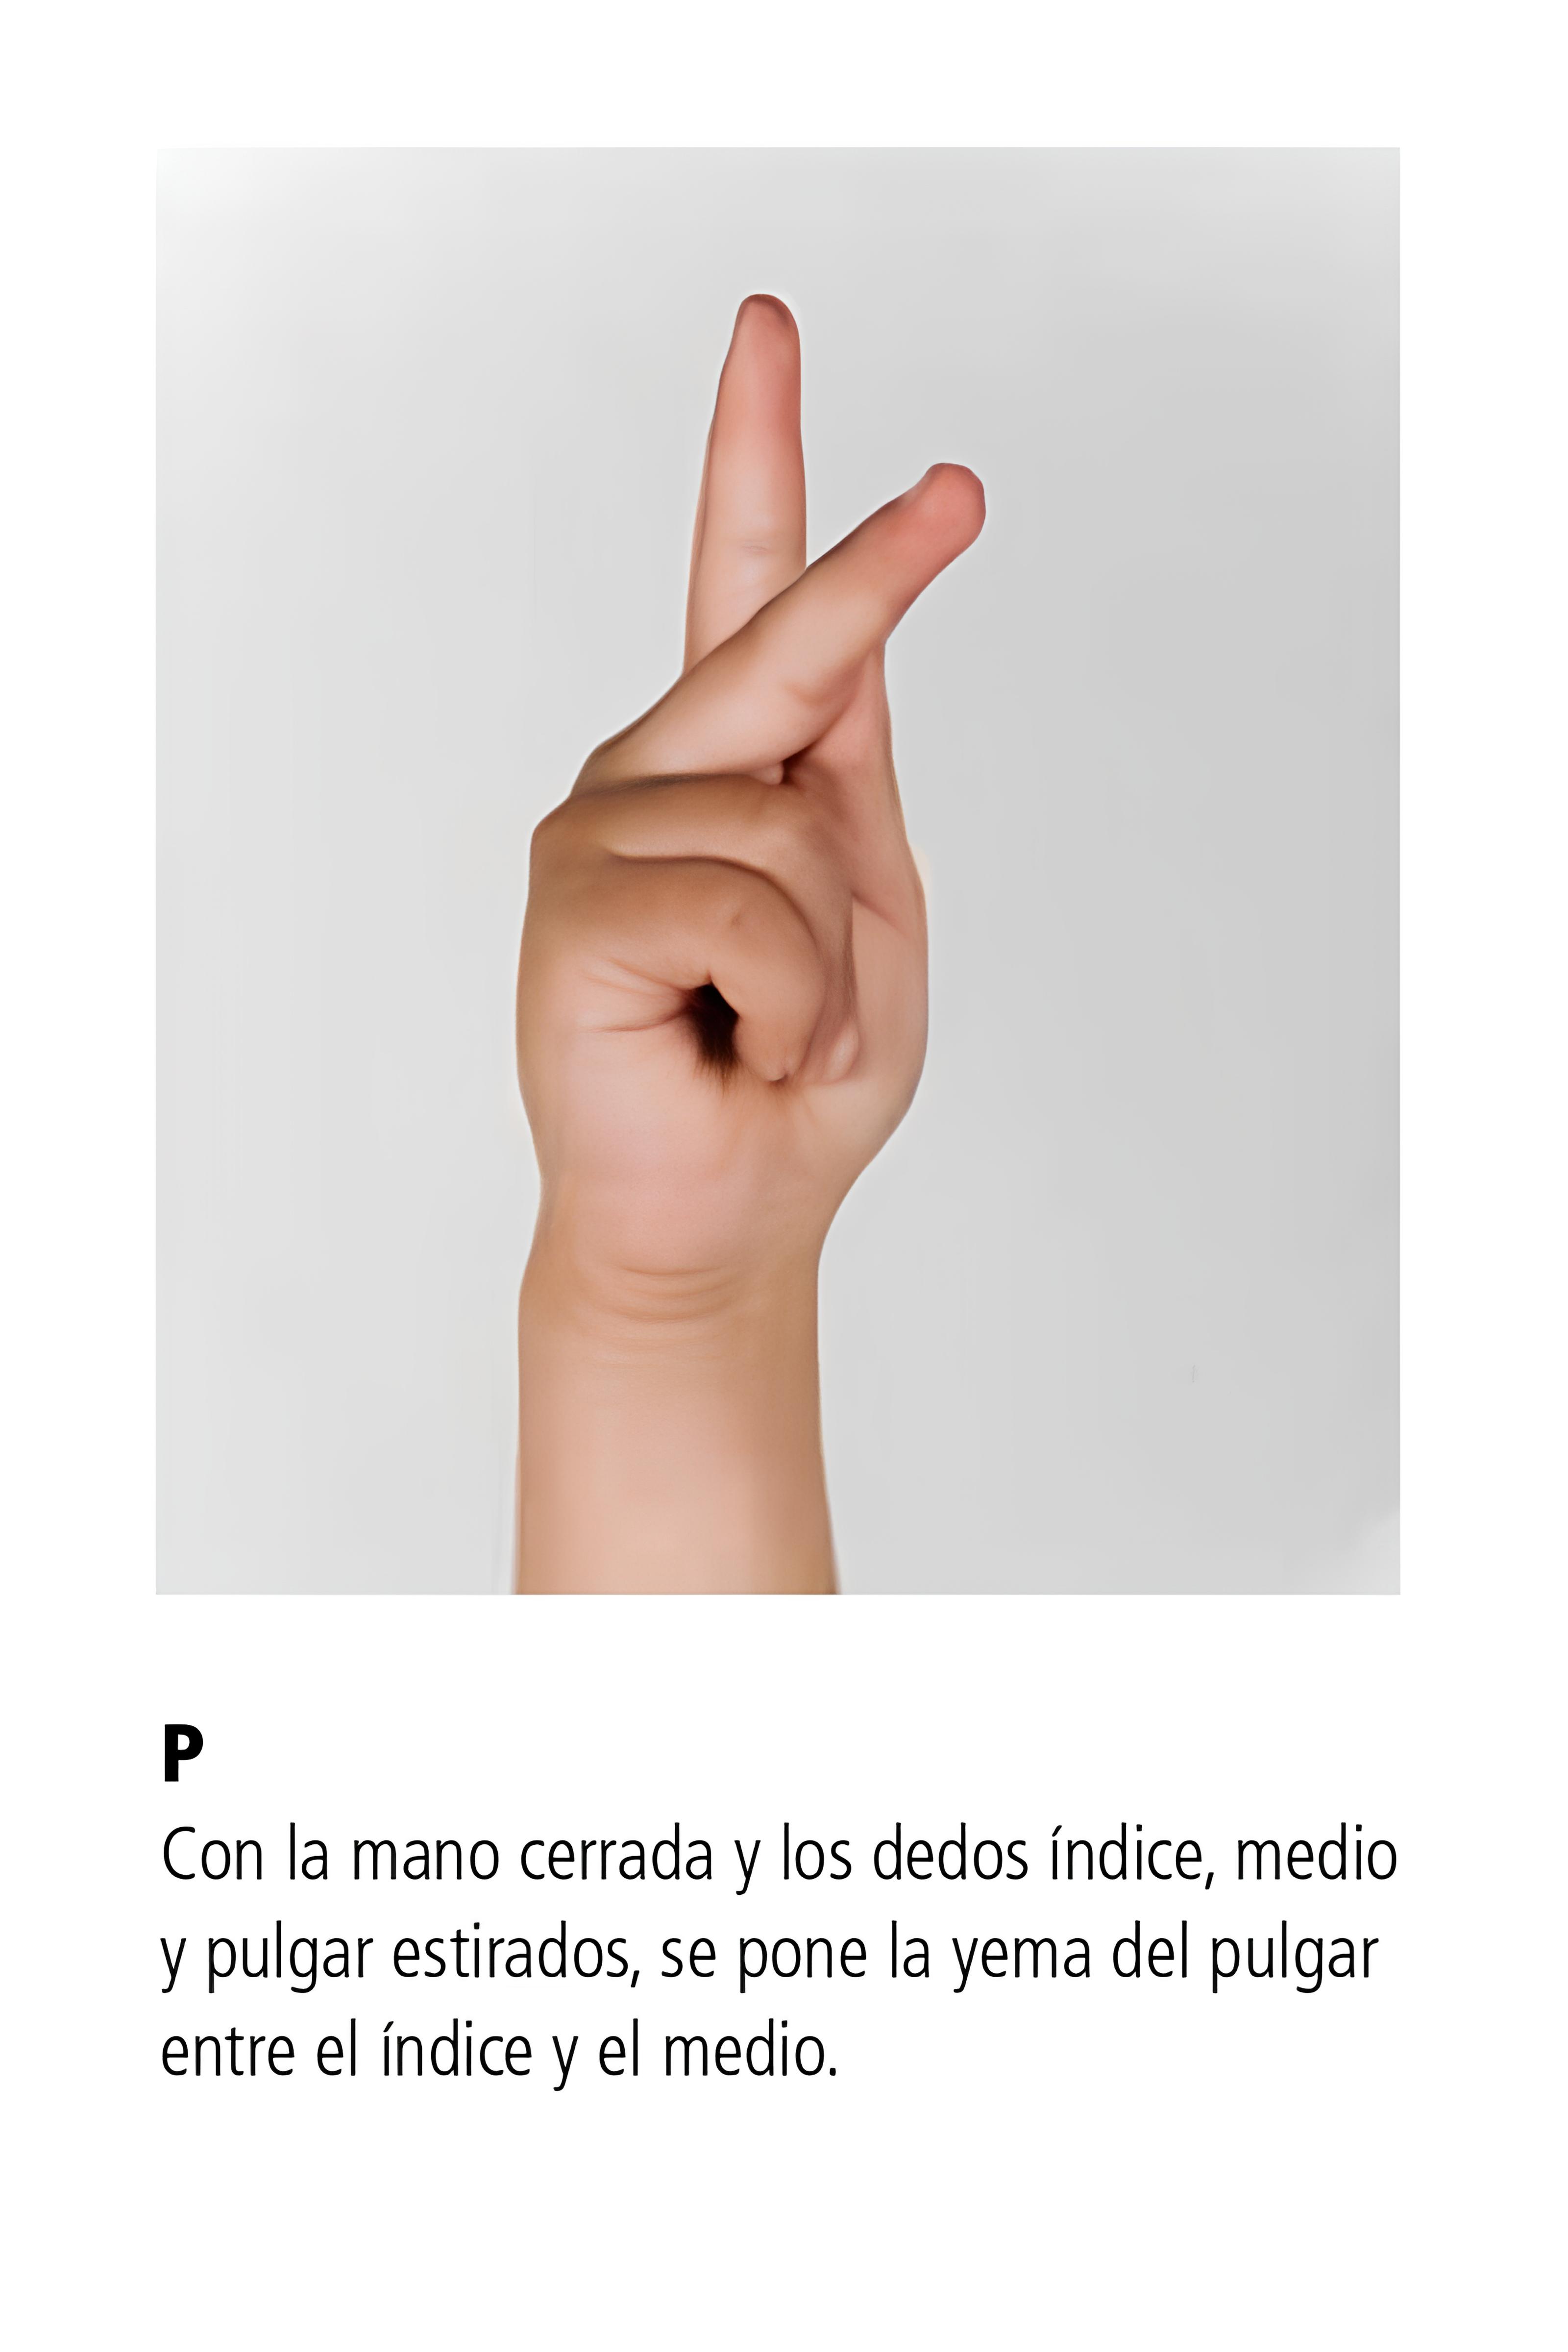 P
Con la mano cerrada y los dedos índice, medio
y pulgar estirados, se pone la yema del pulgar
entre el índice y el medio.